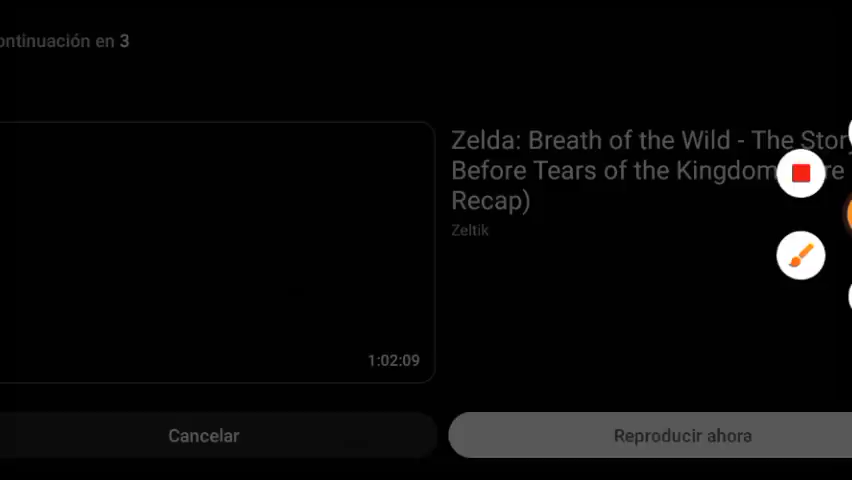 ontinuación en 3
Zelda: Breath of the Wild - The Stor
Before Tears of the Kingdom re
Recap)
Zeltik
1:02:09
Cancelar
Reproducir ahora